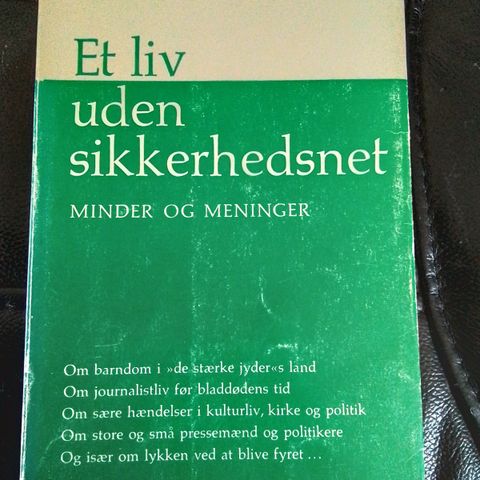 Et liv
uden
sikkerhedsnet
MINDER OG MENINGER
Om barndom i »de stærke jyder«s land
Om journalistliv før bladdødens tid
Om sære hændelser i kulturliv, kirke og politik
Om store og små pressemænd og politikere
Og især om lykken ved at blive fyret ...